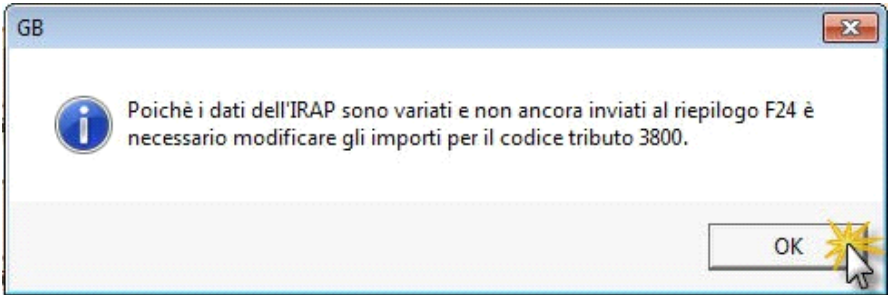 GB
Poichè i dati dell'IRAP sono variati e non ancora inviati al riepilogo F24 è
necessario modificare gli importi per il codice tributo 3800.
OK